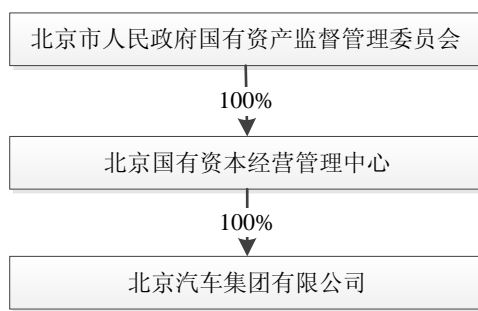 北京市人民政府国有资产监督管理委员会
100%
北京国有资本经营管理中心
100%
北京汽车集团有限公司